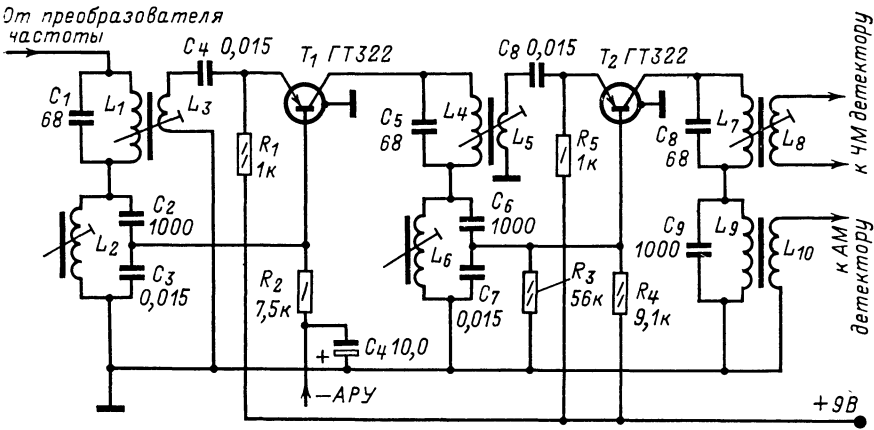 От преобразователя
частоты
C4 0,015
T1 ГТ322
C8 0,015
T2 ГТ322
C1
68
L1
L3
R1
1к
C5
68
L4
L5
R5
1к
C8
68
L7
L8
к ЧМ детектору
L2
C2
1000
C3
0,015
R2
7,5к
C4 10,0
+
–АРУ
L6
C6
1000
C7
0,015
R3
56к
R4
9,1к
C9
1000
L9
L10
к АМ
детектору
+9В